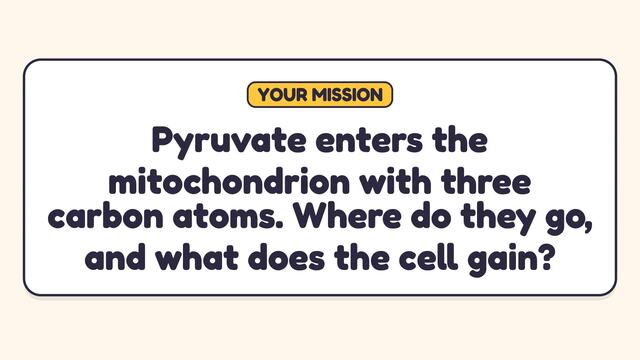 YOUR MISSION
Pyruvate enters the
mitochondrion with three
carbon atoms. Where do they go,
and what does the cell gain?